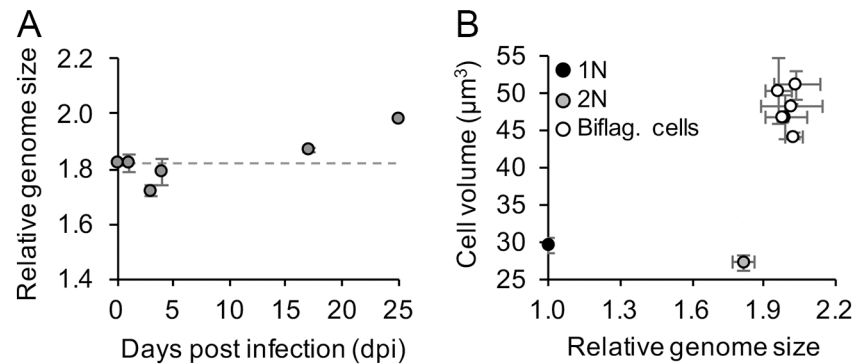 A
Relative genome size
2.2
2.0
1.8
1.6
1.4
0
5
10
15
20
25
Days post infection (dpi)
B
Cell volume (µm³)
55
50
45
40
35
30
25
1N
2N
Biflag. cells
1.0
1.3
1.6
1.9
2.2
Relative genome size